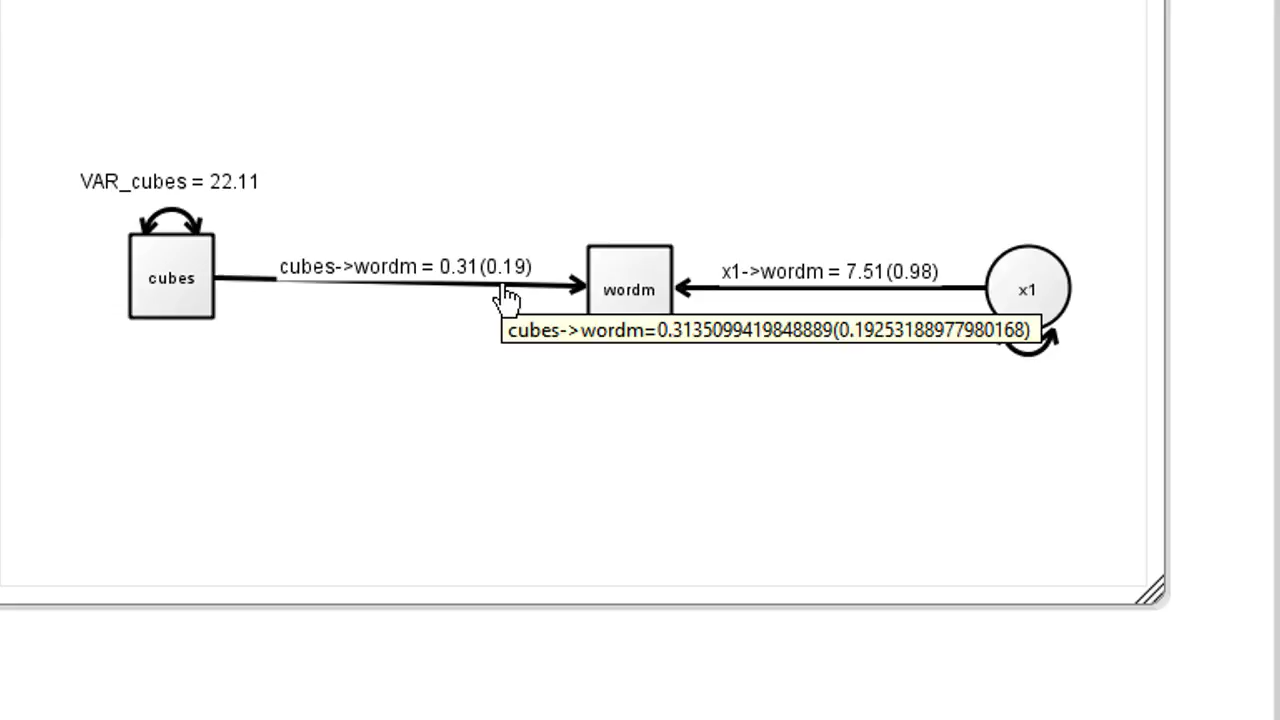 VAR_cubes = 22.11
cubes
cubes->wordm = 0.31(0.19)
wordm
x1->wordm = 7.51(0.98)
x1
cubes->wordm=0.3135099419848889(0.19253188977980168)